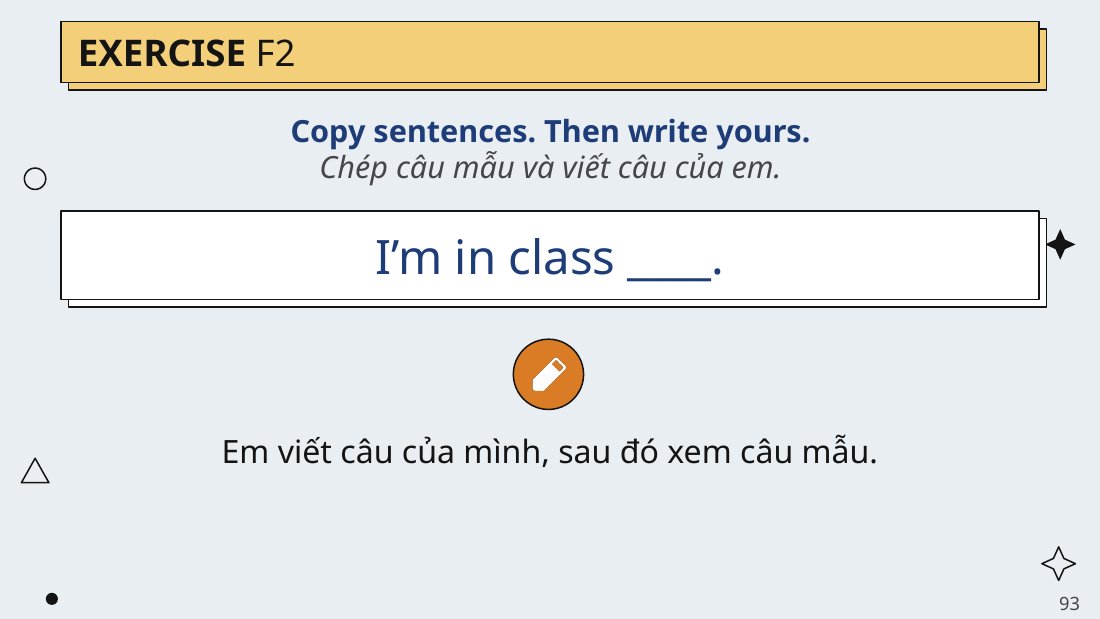 EXERCISE F2
Copy sentences. Then write yours.
Chép câu mẫu và viết câu của em.
I’m in class ____.
Em viết câu của mình, sau đó xem câu mẫu.
93